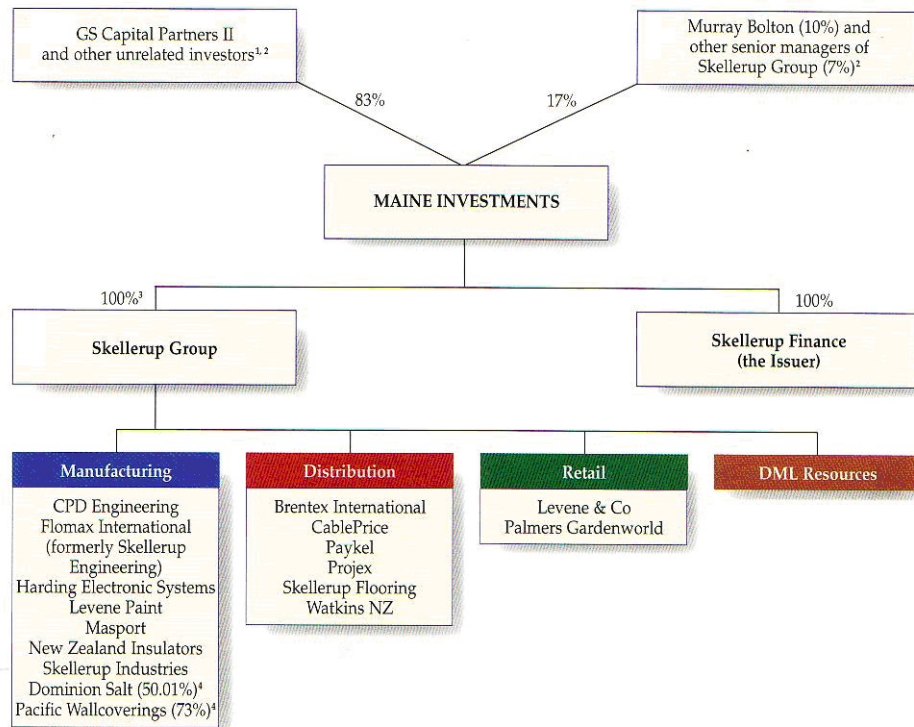 GS Capital Partners II
and other unrelated investors¹,²
Murray Bolton (10%) and
other senior managers of
Skellerup Group (7%)²
83%
17%
MAINE INVESTMENTS
100%³
100%
Skellerup Group
Skellerup Finance
(the Issuer)
Manufacturing
CPD Engineering
Flomax International
(formerly Skellerup
Engineering)
Harding Electronic Systems
Levene Paint
Masport
New Zealand Insulators
Skellerup Industries
Dominion Salt (50.01%)⁴
Pacific Wallcoverings (73%)⁴
Distribution
Brentex International
CablePrice
Paykel
Projex
Skellerup Flooring
Watkins NZ
Retail
Levene & Co
Palmers Gardenworld
DML Resources